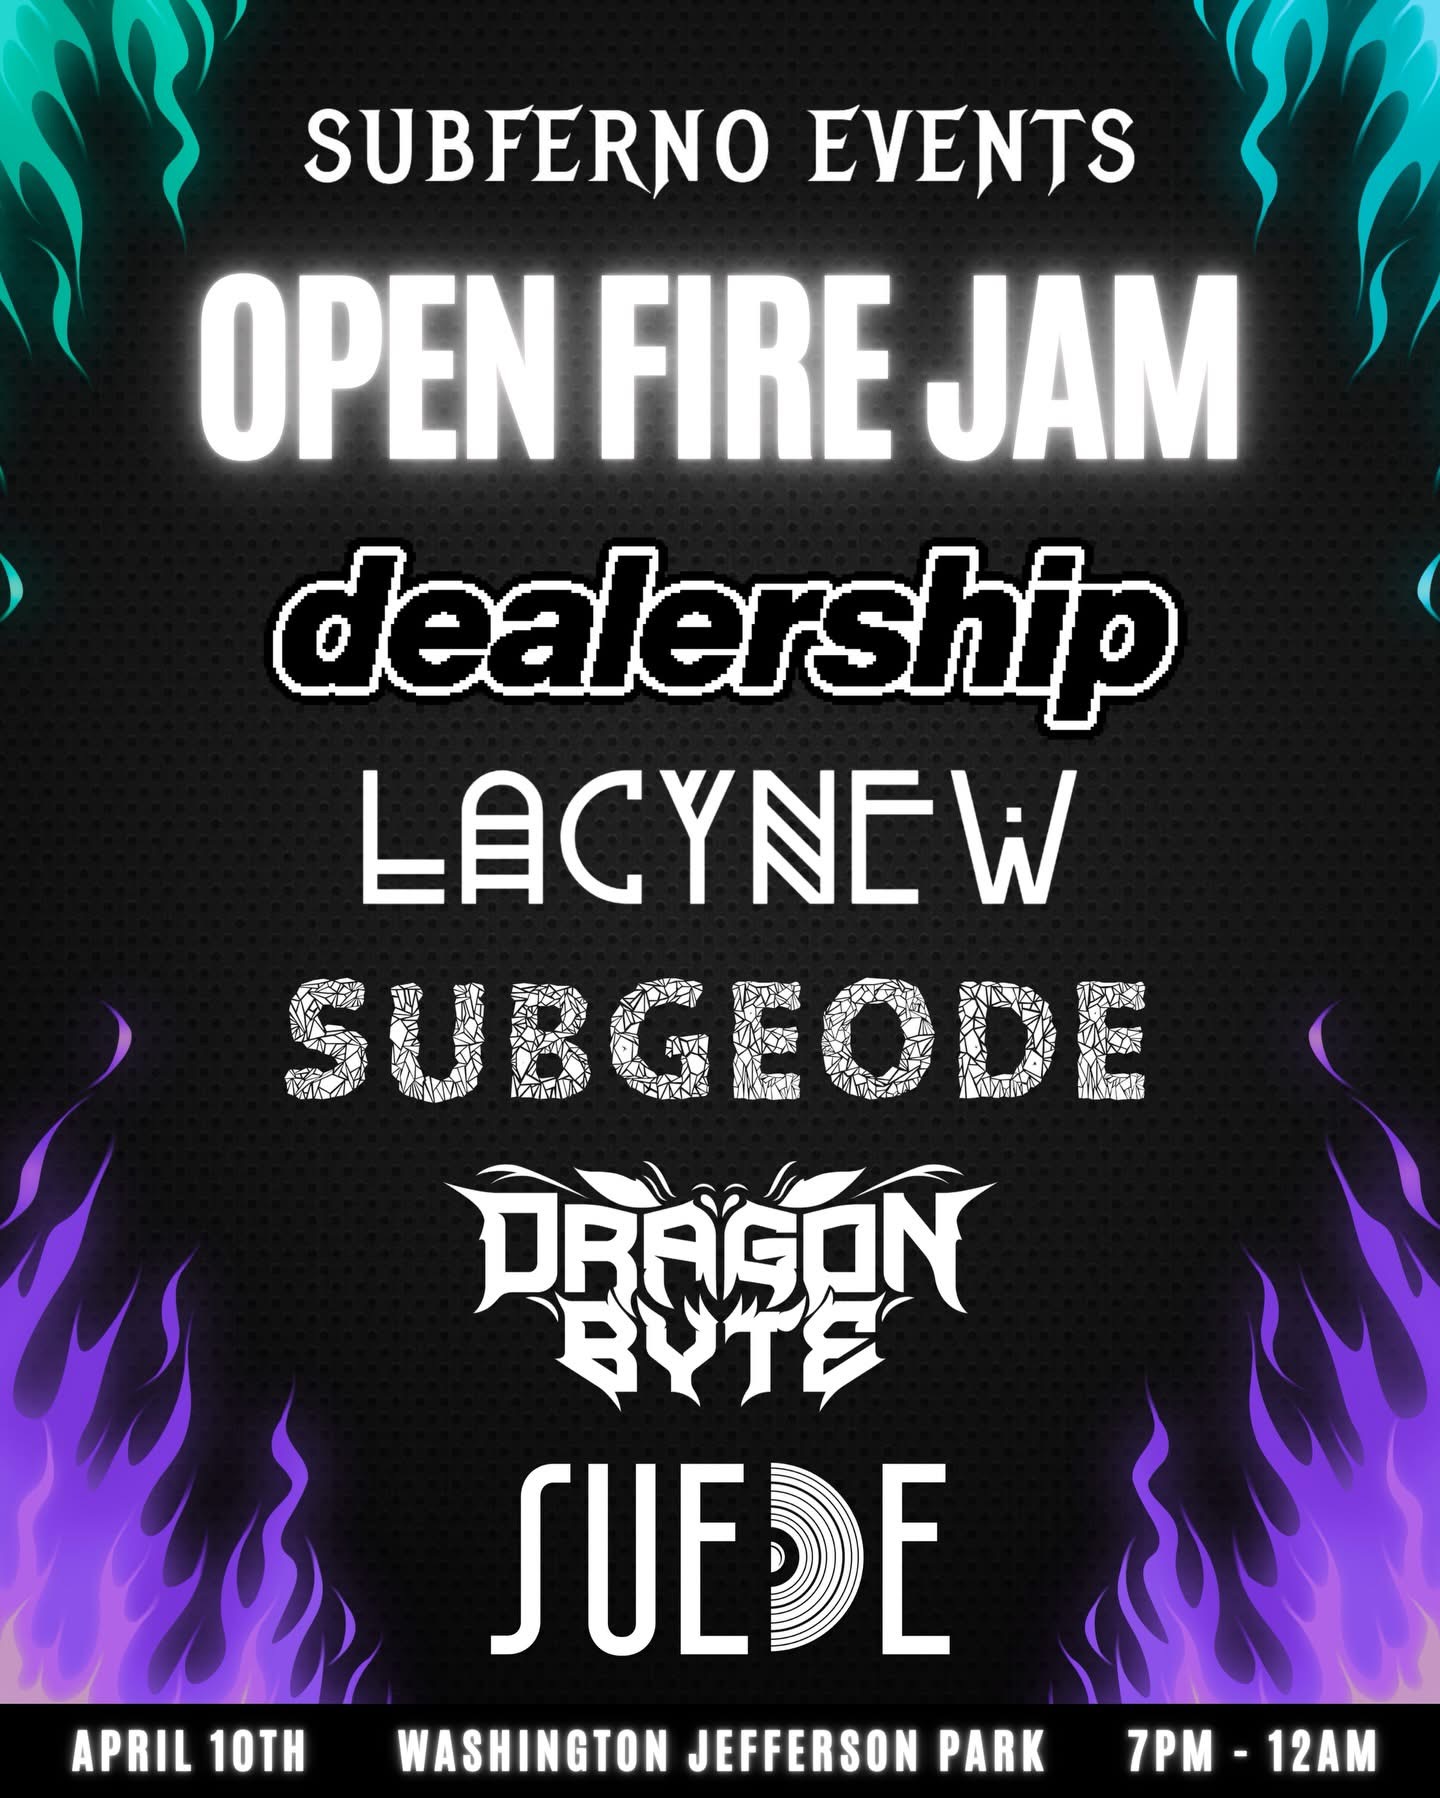 SUBFERNO EVENTS
OPEN FIRE JAM
dealership
LACYNEW
SUBGEODE
DRAGON
BYTE
SUEDE
APRIL 10TH WASHINGTON JEFFERSON PARK 7PM - 12AM